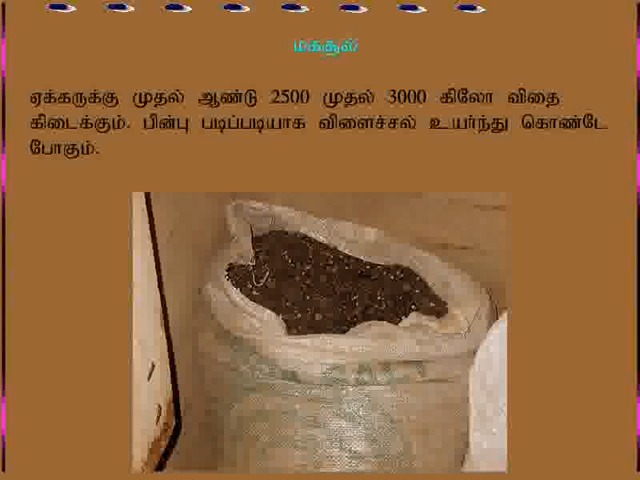 மகசூல்
ஏக்கருக்கு முதல் ஆண்டு 2500 முதல் 3000 கிலோ விதை
கிடைக்கும். பின்பு படிப்படியாக விளைச்சல் உயர்ந்து கொண்டே
போகும்.